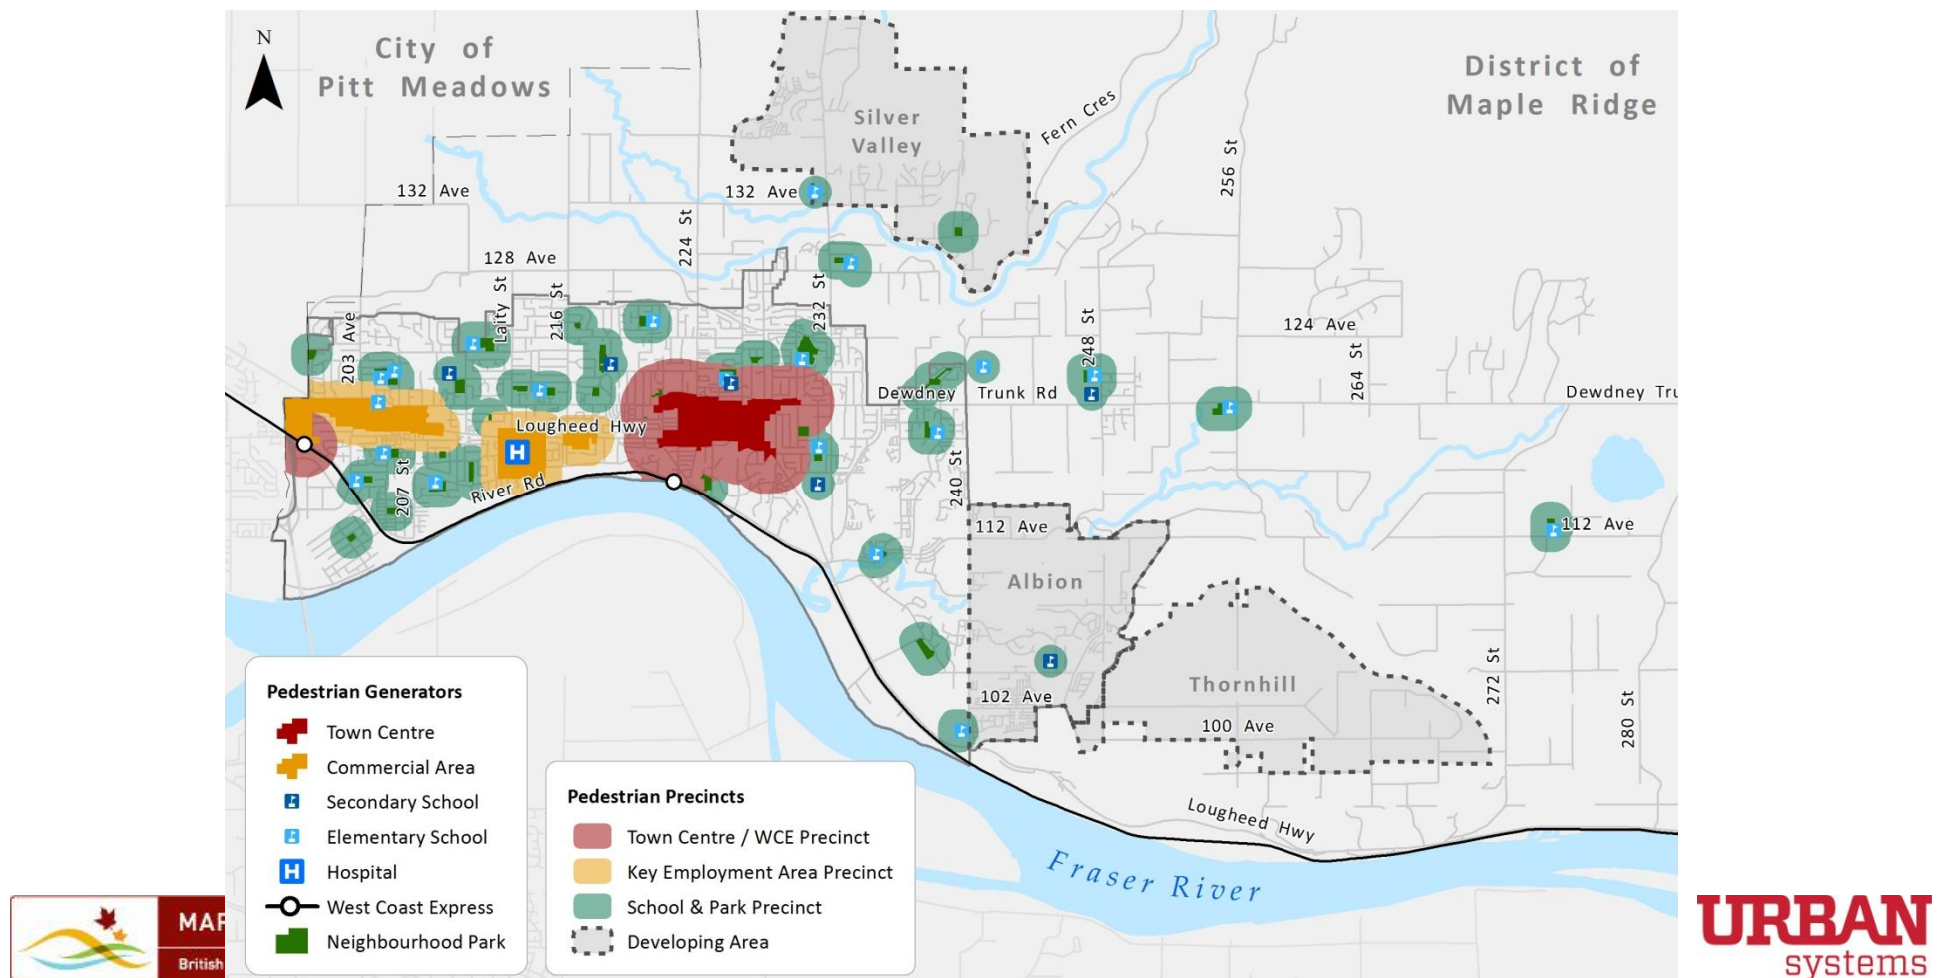 N
City of
Pitt Meadows
District of
Maple Ridge
Silver
Valley
Fern Cres
256 St
132 Ave
132 Ave
224 St
128 Ave
Laity St
216 St
232 St
203 Ave
248 St
124 Ave
264 St
Dewdney Trunk Rd
Dewdney Tru
Lougheed Hwy
H
207 St
River Rd
240 St
112 Ave
112 Ave
Albion
Thornhill
272 St
102 Ave
100 Ave
280 St
Lougheed Hwy
Fraser River
Pedestrian Generators
Town Centre
Commercial Area
Secondary School
Elementary School
H Hospital
West Coast Express
Neighbourhood Park
Pedestrian Precincts
Town Centre / WCE Precinct
Key Employment Area Precinct
School & Park Precinct
Developing Area
MAP
British
URBAN
systems